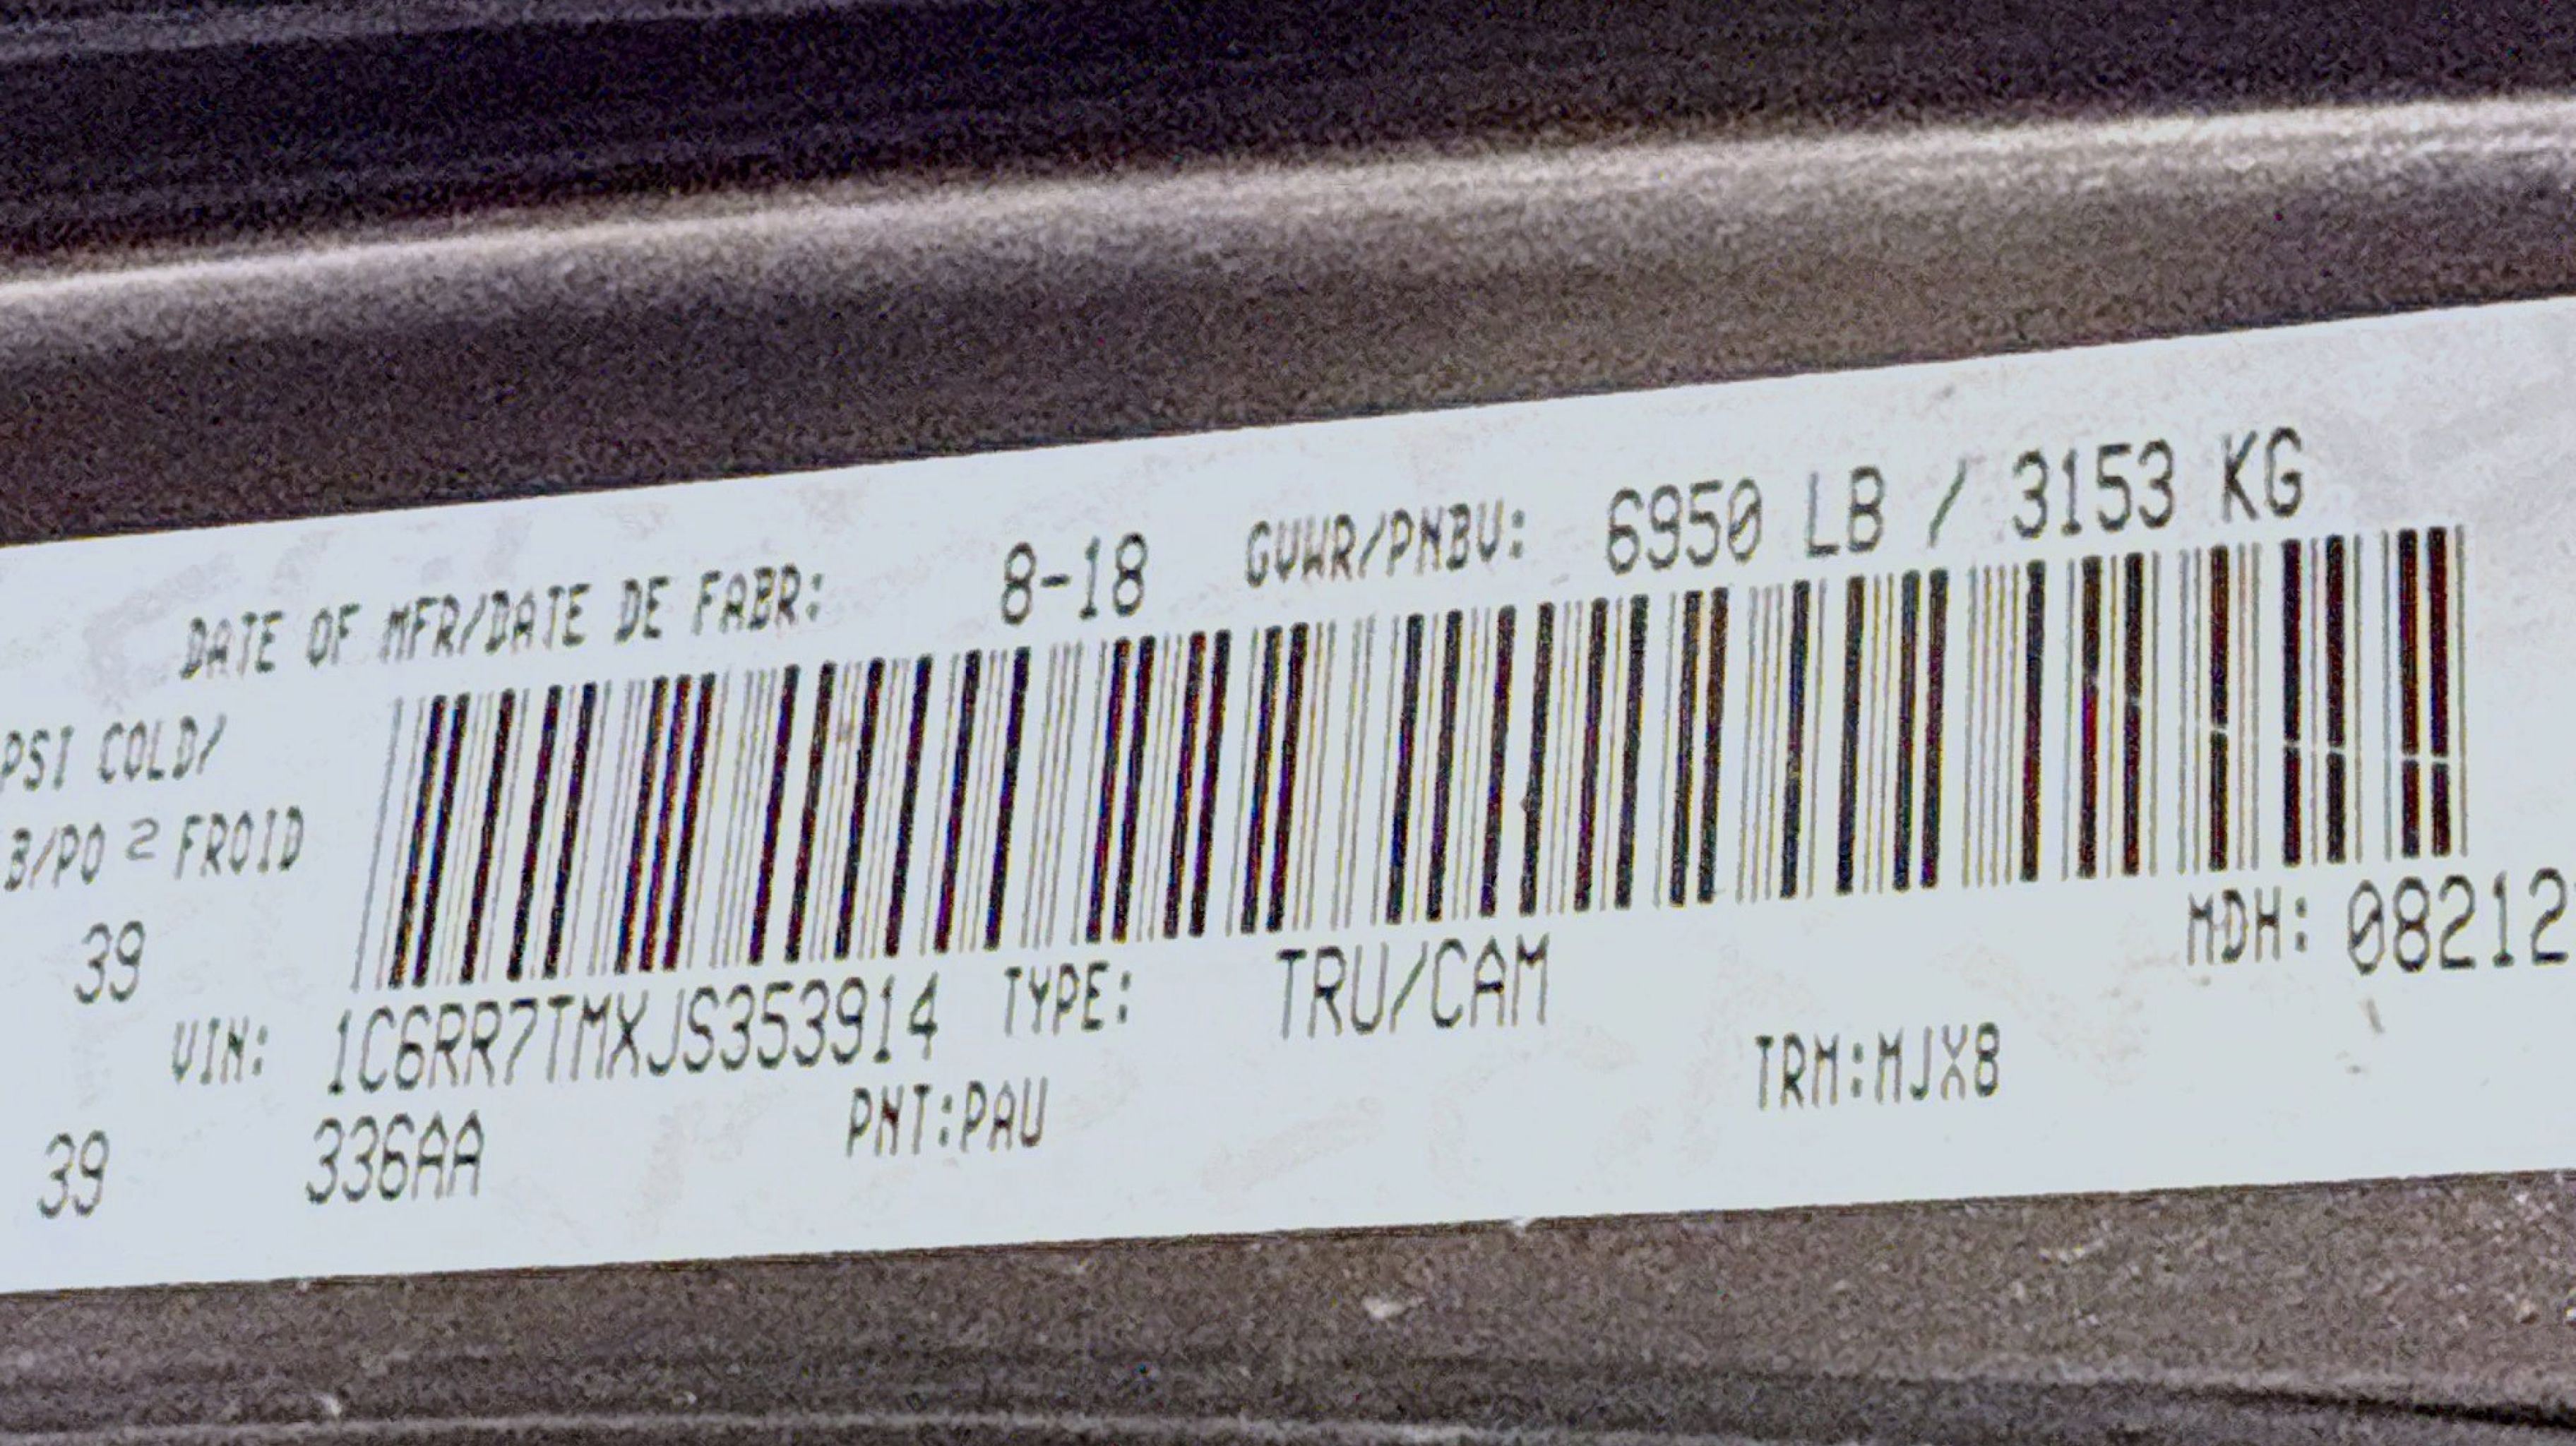 DATE OF MFR/DATE DE FABR: 8-18 GVWR/PNBV: 6950 LB / 3153 KG
PSI COLD/
B/PO 2 FROID
39
MDH: 08212
VIN: 1C6RR7TMXJS353914 TYPE: TRU/CAM
39 336AA PNT:PAU TRM:MJX8